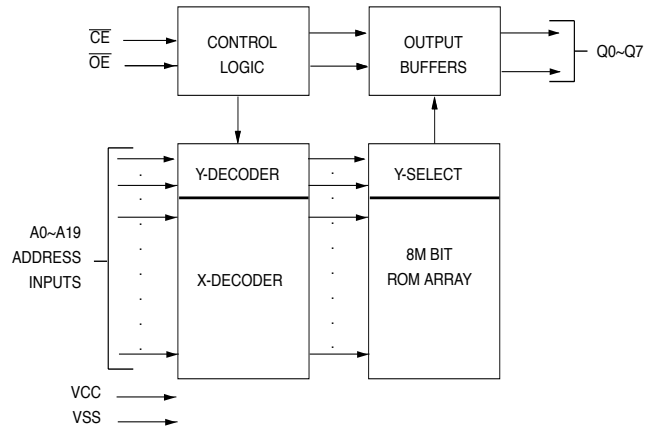 CE
OE
CONTROL
LOGIC
OUTPUT
BUFFERS
Q0~Q7
A0~A19
ADDRESS
INPUTS
Y-DECODER
X-DECODER
Y-SELECT
8M BIT
ROM ARRAY
VCC
VSS